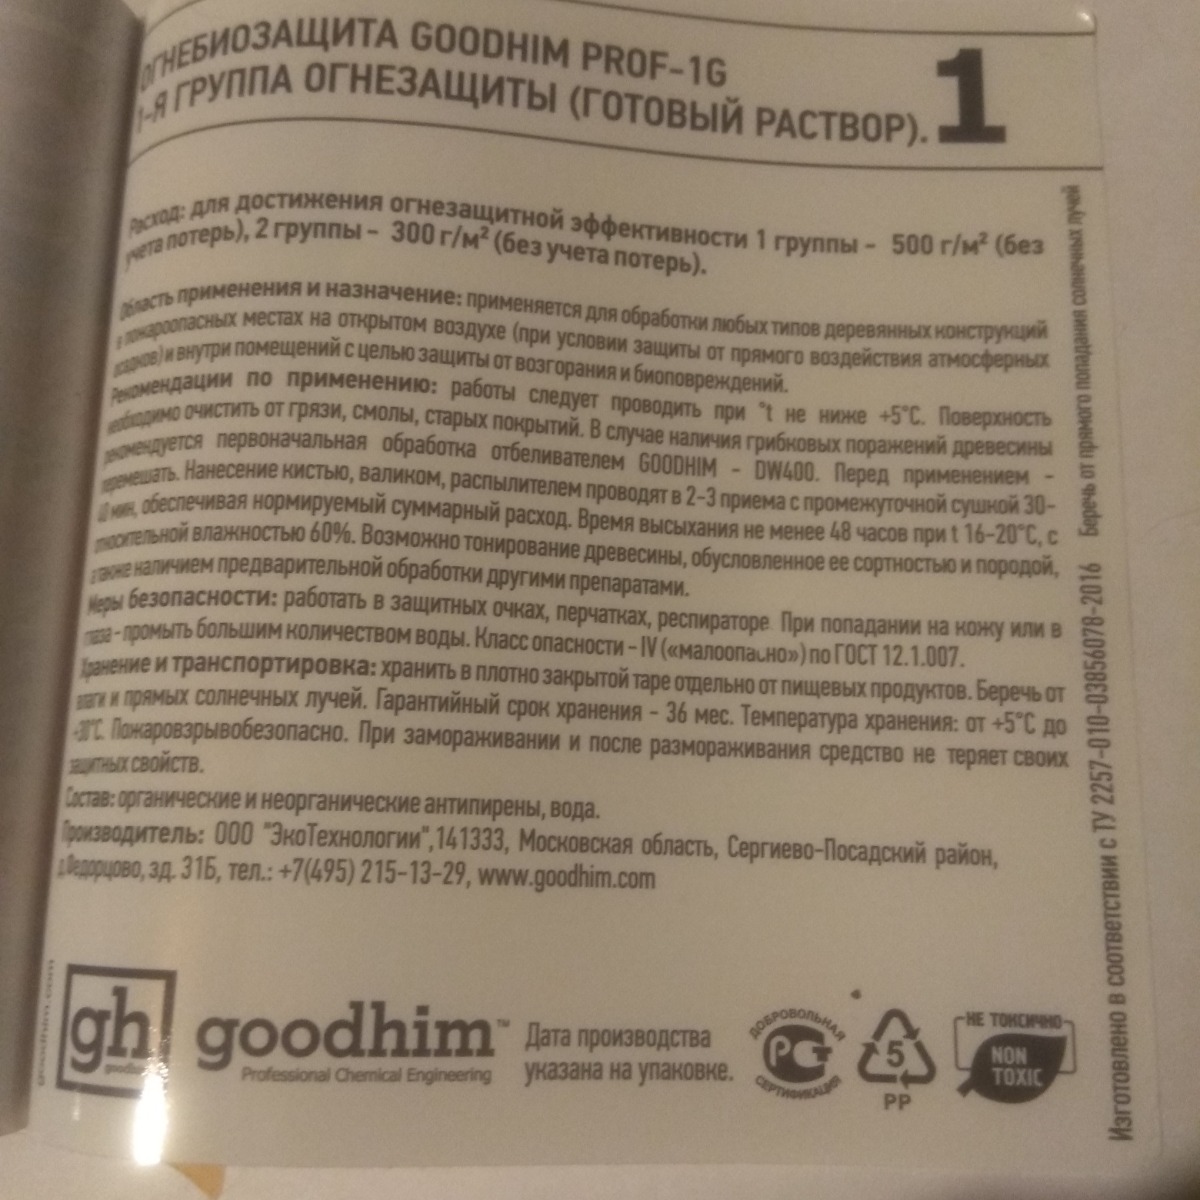 ОГНЕБИОЗАЩИТА GOODHIM PROF-1G
1-Я ГРУППА ОГНЕЗАЩИТЫ (ГОТОВЫЙ РАСТВОР).
1
Расход: для достижения огнезащитной эффективности 1 группы - 500 г/м² (без
учета потерь), 2 группы - 300 г/м² (без учета потерь).
Область применения и назначение: применяется для обработки любых типов деревянных конструкций
в пожароопасных местах на открытом воздухе (при условии защиты от прямого воздействия атмосферных
осадков) и внутри помещений с целью защиты от возгорания и биоповреждений.
Рекомендации по применению: работы следует проводить при °t не ниже +5°C. Поверхность
необходимо очистить от грязи, смолы, старых покрытий. В случае наличия грибковых поражений древесины
рекомендуется первоначальная обработка отбеливателем GOODHIM - DW400. Перед применением -
перемешать. Нанесение кистью, валиком, распылителем проводят в 2-3 приема с промежуточной сушкой 30-
40 мин, обеспечивая нормируемый суммарный расход. Время высыхания не менее 48 часов при t 16-20°C, с
относительной влажностью 60%. Возможно тонирование древесины, обусловленное ее сортностью и породой,
а также наличием предварительной обработки другими препаратами.
Меры безопасности: работать в защитных очках, перчатках, респираторе При попадании на кожу или в
глаза - промыть большим количеством воды. Класс опасности - IV («малоопасно») по ГОСТ 12.1.007.
Хранение и транспортировка: хранить в плотно закрытой таре отдельно от пищевых продуктов. Беречь от
влаги и прямых солнечных лучей. Гарантийный срок хранения - 36 мес. Температура хранения: от +5°C до
30°C. Пожаровзрывобезопасно. При замораживании и после размораживания средство не теряет своих
защитных свойств.
Состав: органические и неорганические антипирены, вода.
Производитель: ООО "ЭкоТехнологии",141333, Московская область, Сергиево-Посадский район,
д.Федорцово, зд. 31Б, тел.: +7(495) 215-13-29, www.goodhim.com
gh
goodhim™
Professional Chemical Engineering
Дата производства
указана на упаковке.
ДОБРОВОЛЬНАЯ
РСТ
СЕРТИФИКАЦИЯ
5
PP
НЕ ТОКСИЧНО
NON
TOXIC
Изготовлено в соответствии с ТУ 2257-010-03856078-2016 Беречь от прямого попадания солнечных лучей
goodhim.com